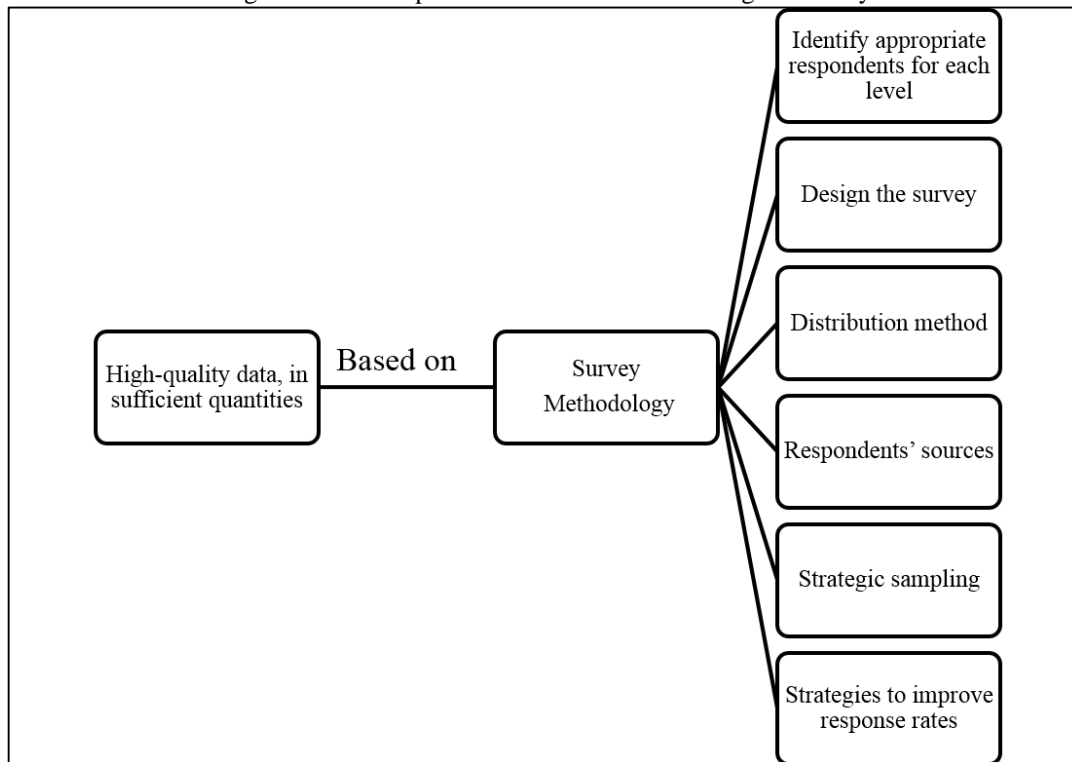 Identify appropriate
respondents for each
level
Design the survey
Distribution method
High-quality data, in
sufficient quantities
Based on
Survey
Methodology
Respondents’ sources
Strategic sampling
Strategies to improve
response rates